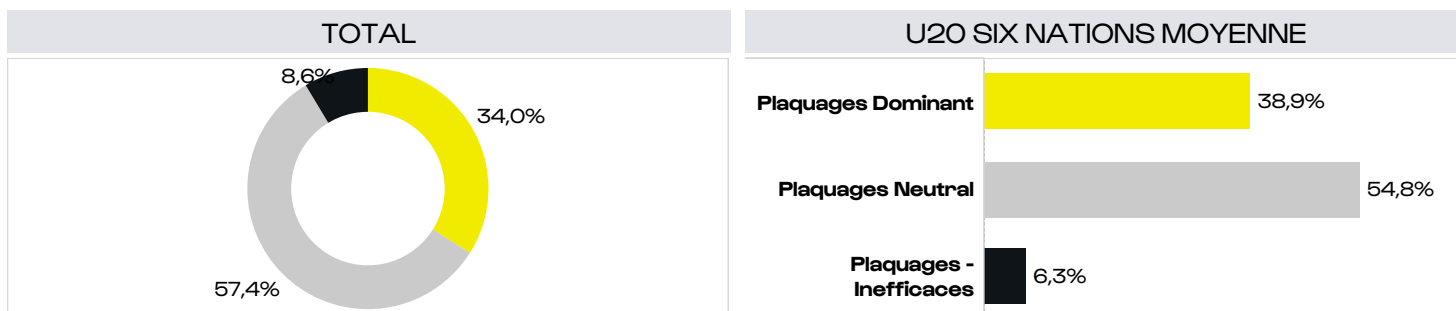 TOTAL
8,6%
34,0%
57,4%
U20 SIX NATIONS MOYENNE
Plaquages Dominant
38,9%
Plaquages Neutral
54,8%
Plaquages -
Inefficaces
6,3%